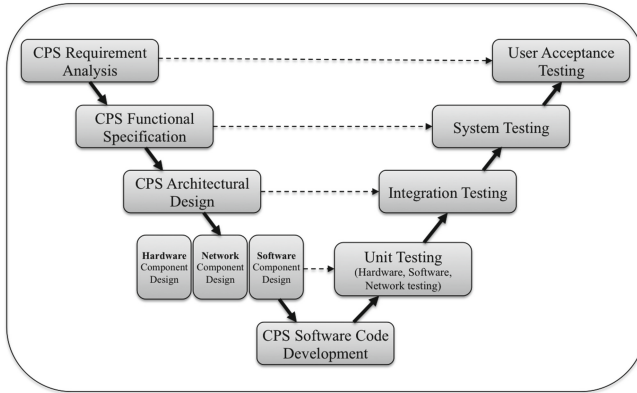 CPS Requirement
Analysis
User Acceptance
Testing
CPS Functional
Specification
System Testing
CPS Architectural
Design
Integration Testing
Hardware
Component
Design
Network
Component
Design
Software
Component
Design
Unit Testing
(Hardware, Software,
Network testing)
CPS Software Code
Development